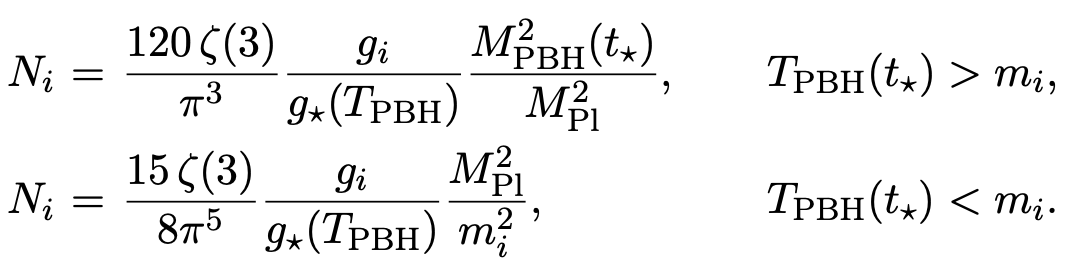 N_i = \frac{120\,\zeta(3)}{\pi^3} \frac{g_i}{g_\star(T_{\rm PBH})} \frac{M_{\rm PBH}^2(t_\star)}{M_{\rm Pl}^2}, \qquad T_{\rm PBH}(t_\star) > m_i,
N_i = \frac{15\,\zeta(3)}{8\pi^5} \frac{g_i}{g_\star(T_{\rm PBH})} \frac{M_{\rm Pl}^2}{m_i^2}, \qquad T_{\rm PBH}(t_\star) < m_i.